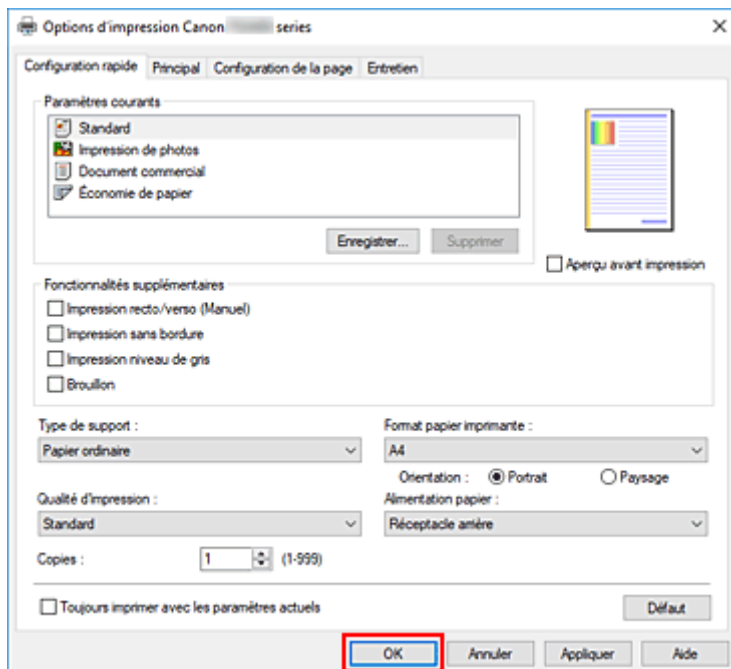 Options d'impression Canon series
Configuration rapide Principal Configuration de la page Entretien
Paramètres courants
Standard
Impression de photos
Document commercial
Économie de papier
Enregistrer... Supprimer
Aperçu avant impression
Fonctionnalités supplémentaires
Impression recto/verso (Manuel)
Impression sans bordure
Impression niveau de gris
Brouillon
Type de support : Format papier imprimante :
Papier ordinaire A4
Orientation : Portrait Paysage
Qualité d'impression : Alimentation papier :
Standard Réceptacle arrière
Copies : 1 (1-999)
Toujours imprimer avec les paramètres actuels Défaut
OK Annuler Appliquer Aide